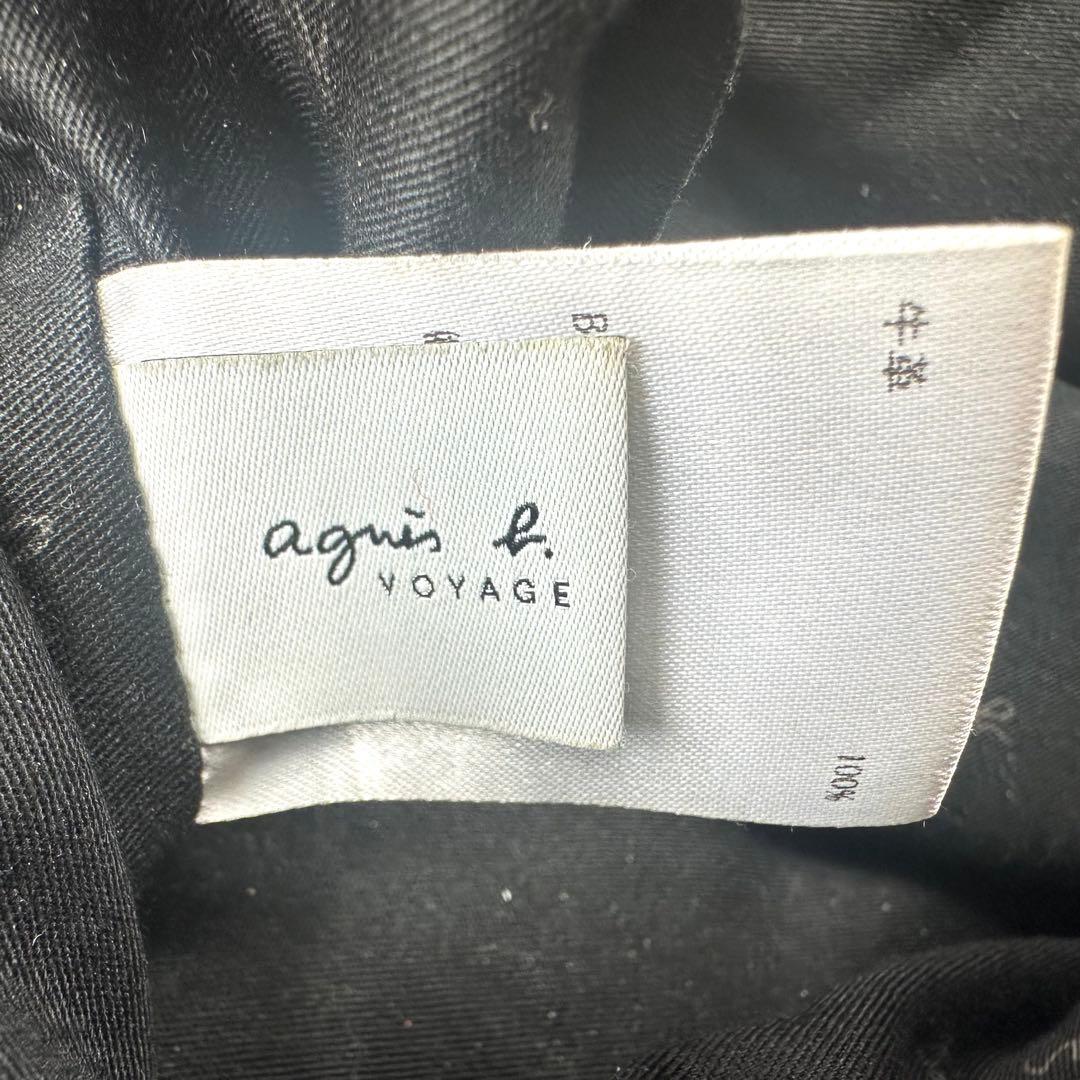 agnès b.
VOYAGE
牛革
100%
B